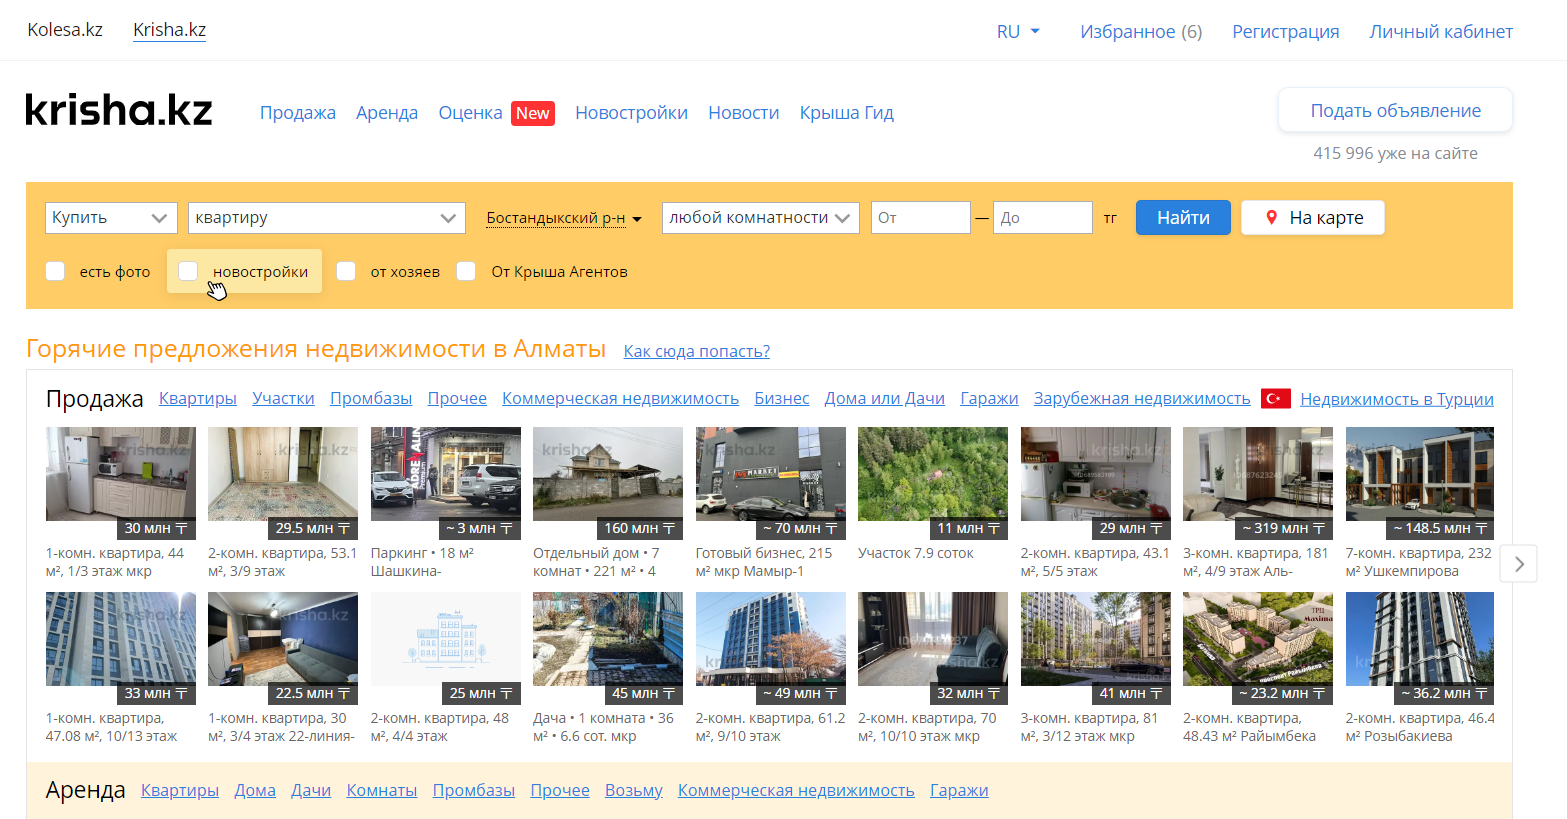 Kolesa.kz Krisha.kz RU Избранное (6) Регистрация Личный кабинет
krisha.kz Продажа Аренда Оценка New Новостройки Новости Крыша Гид Подать объявление
415 996 уже на сайте
Купить квартиру Бостандыкский р-н любой комнатности От — До тг Найти На карте
есть фото новостройки от хозяев От Крыша Агентов
Горячие предложения недвижимости в Алматы Как сюда попасть?
Продажа Квартиры Участки Промбазы Прочее Коммерческая недвижимость Бизнес Дома или Дачи Гаражи Зарубежная недвижимость Недвижимость в Турции
30 млн ₸ 29.5 млн ₸ ~ 3 млн ₸ 160 млн ₸ ~ 70 млн ₸ 11 млн ₸ 29 млн ₸ ~ 319 млн ₸ ~ 148.5 млн ₸
1-комн. квартира, 44 2-комн. квартира, 53.1 Паркинг • 18 м² Отдельный дом • 7 Готовый бизнес, 215 Участок 7.9 соток 2-комн. квартира, 43.1 3-комн. квартира, 181 7-комн. квартира, 232
м², 1/3 этаж мкр м², 3/9 этаж Шашкина- комнат • 221 м² • 4 м² мкр Мамыр-1 м², 5/5 этаж м², 4/9 этаж Аль- м² Ушкемпирова
33 млн ₸ 22.5 млн ₸ 25 млн ₸ 45 млн ₸ ~ 49 млн ₸ 32 млн ₸ 41 млн ₸ ~ 23.2 млн ₸ ~ 36.2 млн ₸
1-комн. квартира, 1-комн. квартира, 30 2-комн. квартира, 48 Дача • 1 комната • 36 2-комн. квартира, 61.2 2-комн. квартира, 70 3-комн. квартира, 81 2-комн. квартира, 2-комн. квартира, 46.4
47.08 м², 10/13 этаж м², 3/4 этаж 22-линия- м², 4/4 этаж м² • 6.6 сот. мкр м², 9/10 этаж м², 10/10 этаж мкр м², 3/12 этаж мкр 48.43 м² Райымбека м² Розыбакиева
Аренда Квартиры Дома Дачи Комнаты Промбазы Прочее Возьму Коммерческая недвижимость Гаражи